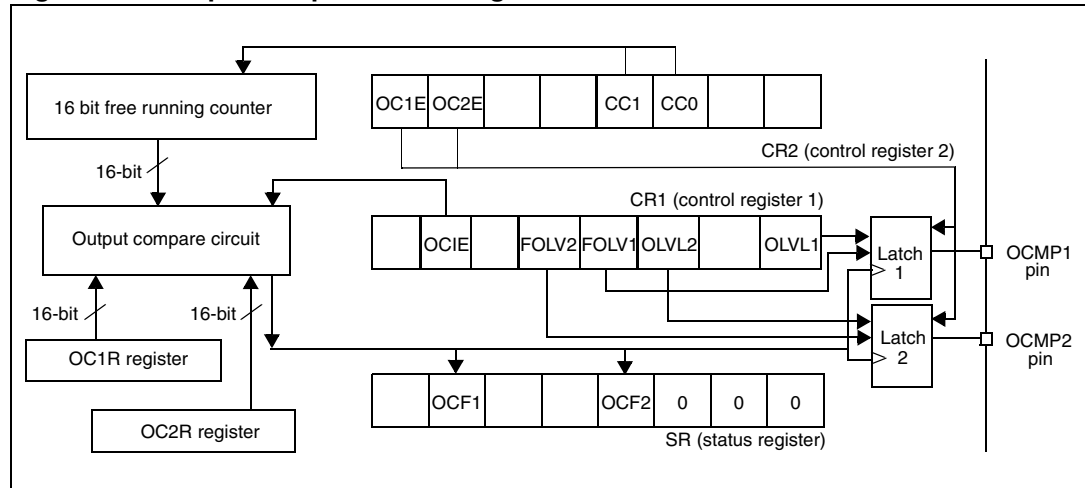 16 bit free running counter
OC1E OC2E CC1 CC0
CR2 (control register 2)
16-bit
CR1 (control register 1)
Output compare circuit
OCIE FOLV2 FOLV1 OLVL2 OLVL1
Latch
1
OCMP1
pin
16-bit 16-bit
OC1R register
Latch
2
OCMP2
pin
OCF1 OCF2 0 0 0
OC2R register
SR (status register)